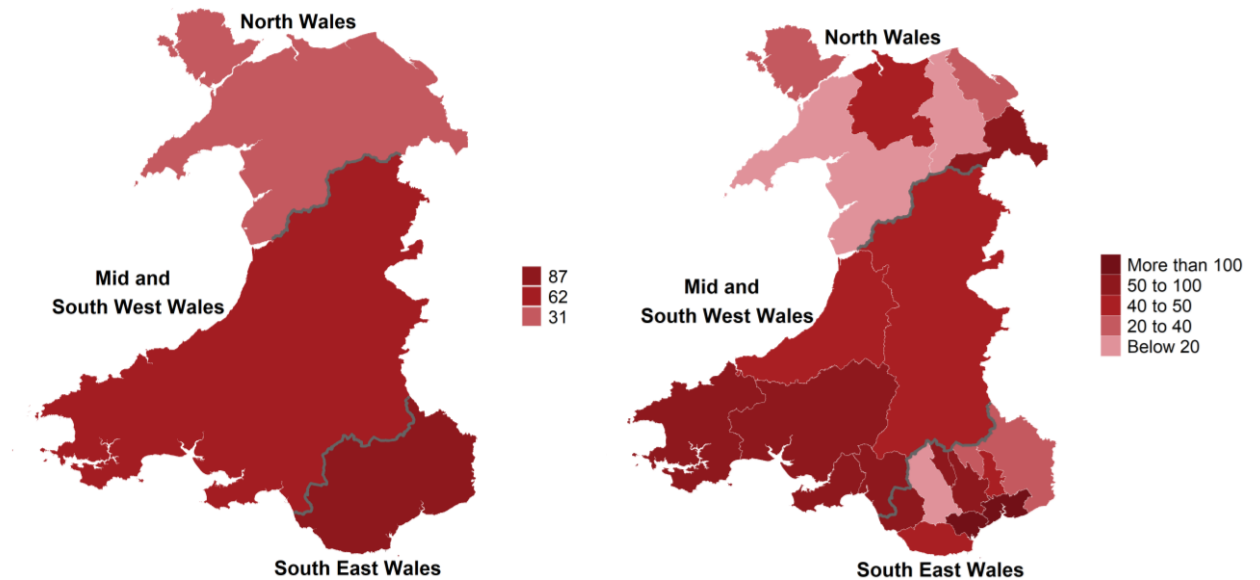 North Wales
Mid and
South West Wales
South East Wales
87
62
31
North Wales
Mid and
South West Wales
South East Wales
More than 100
50 to 100
40 to 50
20 to 40
Below 20